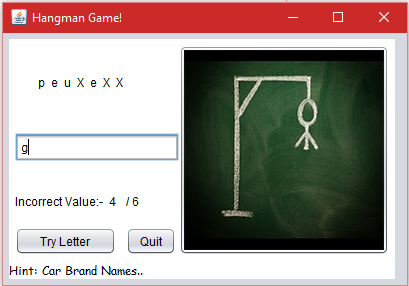 Hangman Game!
p e u X e X X
g
Incorrect Value:- 4 / 6
Try Letter
Quit
Hint: Car Brand Names..